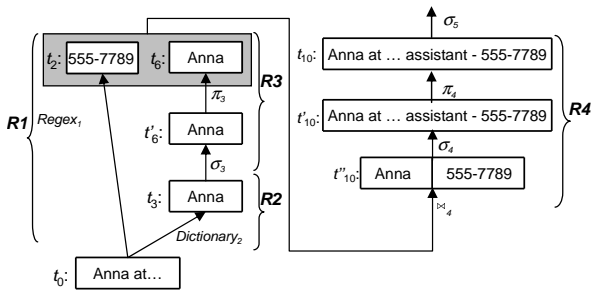 σ5
t2: 555-7789 t6: Anna
t10: Anna at … assistant - 555-7789
R1 Regex1 π3 R3 π4
t'6: Anna
t'10: Anna at … assistant - 555-7789 R4
σ3 σ4
t3: Anna R2
t''10: Anna 555-7789
Dictionary2 ⋈4
t0: Anna at…